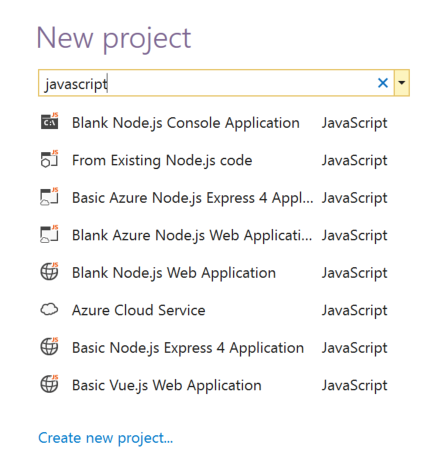 New project
javascript
Blank Node.js Console Application JavaScript
From Existing Node.js code JavaScript
Basic Azure Node.js Express 4 Appl... JavaScript
Blank Azure Node.js Web Applicati... JavaScript
Blank Node.js Web Application JavaScript
Azure Cloud Service JavaScript
Basic Node.js Express 4 Application JavaScript
Basic Vue.js Web Application JavaScript
Create new project...